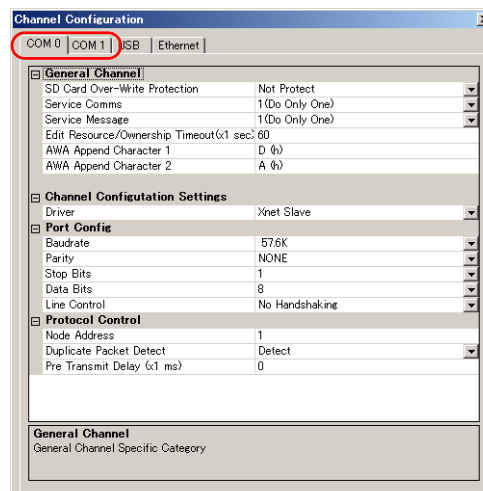 Channel Configuration
COM 0 COM 1 USB Ethernet
General Channel
SD Card Over-Write Protection Not Protect
Service Comms 1(Do Only One)
Service Message 1(Do Only One)
Edit Resource/Ownership Timeout(x1 sec) 60
AWA Append Character 1 D (h)
AWA Append Character 2 A (h)
Channel Configutation Settings
Driver Xnet Slave
Port Config
Baudrate 57.6K
Parity NONE
Stop Bits 1
Data Bits 8
Line Control No Handshaking
Protocol Control
Node Address 1
Duplicate Packet Detect Detect
Pre Transmit Delay (x1 ms) 0
General Channel
General Channel Specific Category